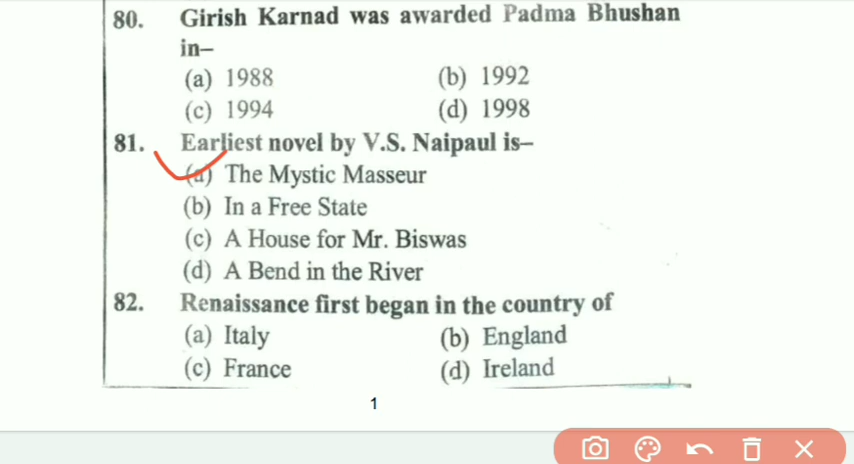 80. Girish Karnad was awarded Padma Bhushan
in–
(a) 1988 (b) 1992
(c) 1994 (d) 1998
81. Earliest novel by V.S. Naipaul is–
(a) The Mystic Masseur
(b) In a Free State
(c) A House for Mr. Biswas
(d) A Bend in the River
82. Renaissance first began in the country of
(a) Italy (b) England
(c) France (d) Ireland
1